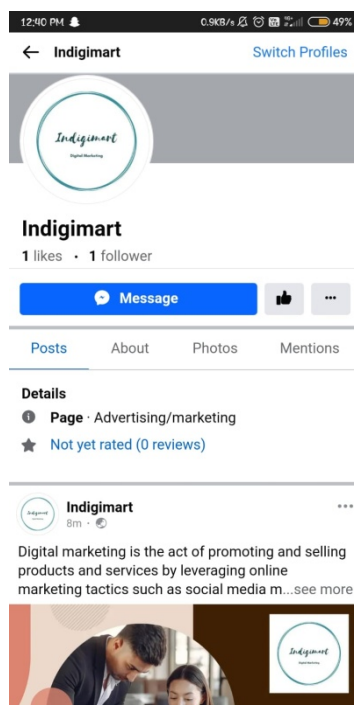 12:40 PM 0.9KB/s 49%
Indigimart Switch Profiles
Indigimart
Digital Marketing
Indigimart
1 likes · 1 follower
Message
Posts About Photos Mentions
Details
Page · Advertising/marketing
Not yet rated (0 reviews)
Indigimart
Indigimart
8m ·
Digital marketing is the act of promoting and selling
products and services by leveraging online
marketing tactics such as social media m...see more
Indigimart
Digital Marketing